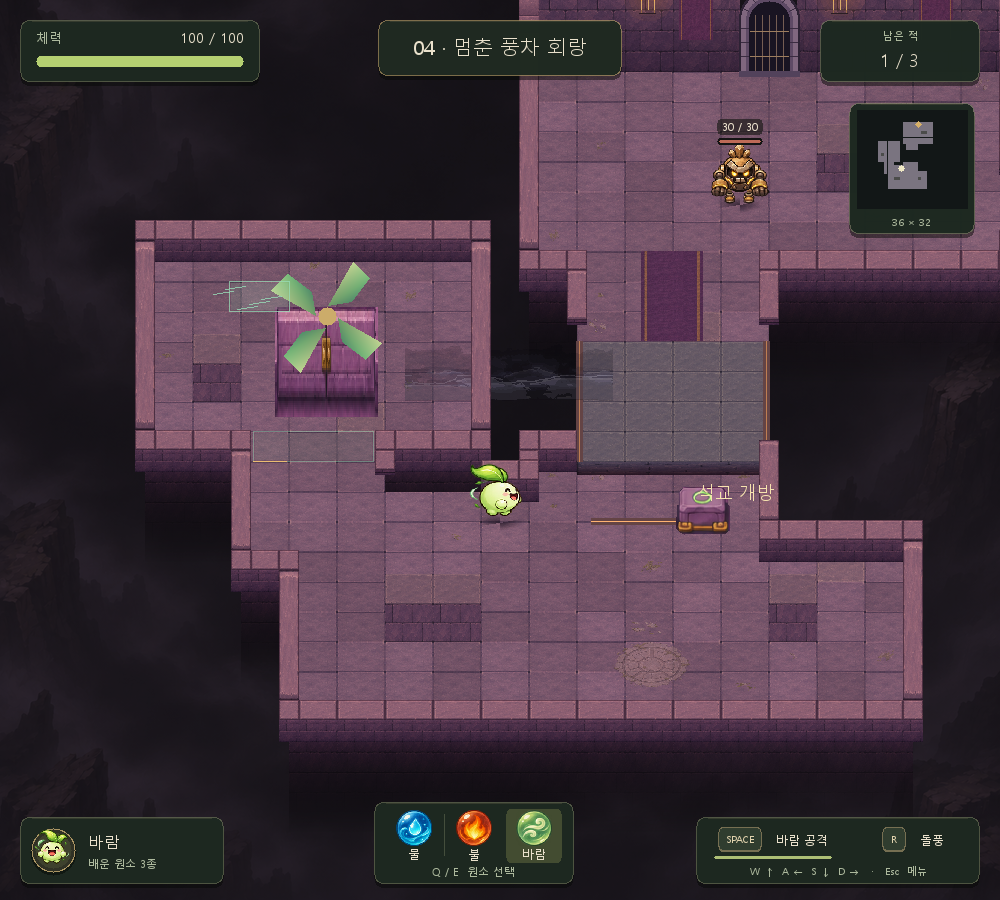 체력 100 / 100
04 · 멈춘 풍차 회랑
남은 적
1 / 3
30 / 30
36 × 32
석교 개방
바람
배운 원소 3종
물 불 바람
Q / E 원소 선택
SPACE 바람 공격 R 돌풍
W ↑ A ← S ↓ D → · Esc 메뉴